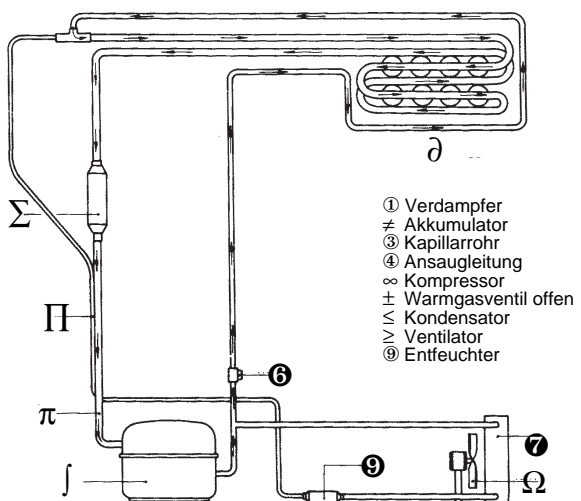 ∂
Σ
① Verdampfer
≠ Akkumulator
③ Kapillarrohr
④ Ansaugleitung
∞ Kompressor
± Warmgasventil offen
≤ Kondensator
≥ Ventilator
⑨ Entfeuchter
Π
❻
π
❼
∫
❾
Ω